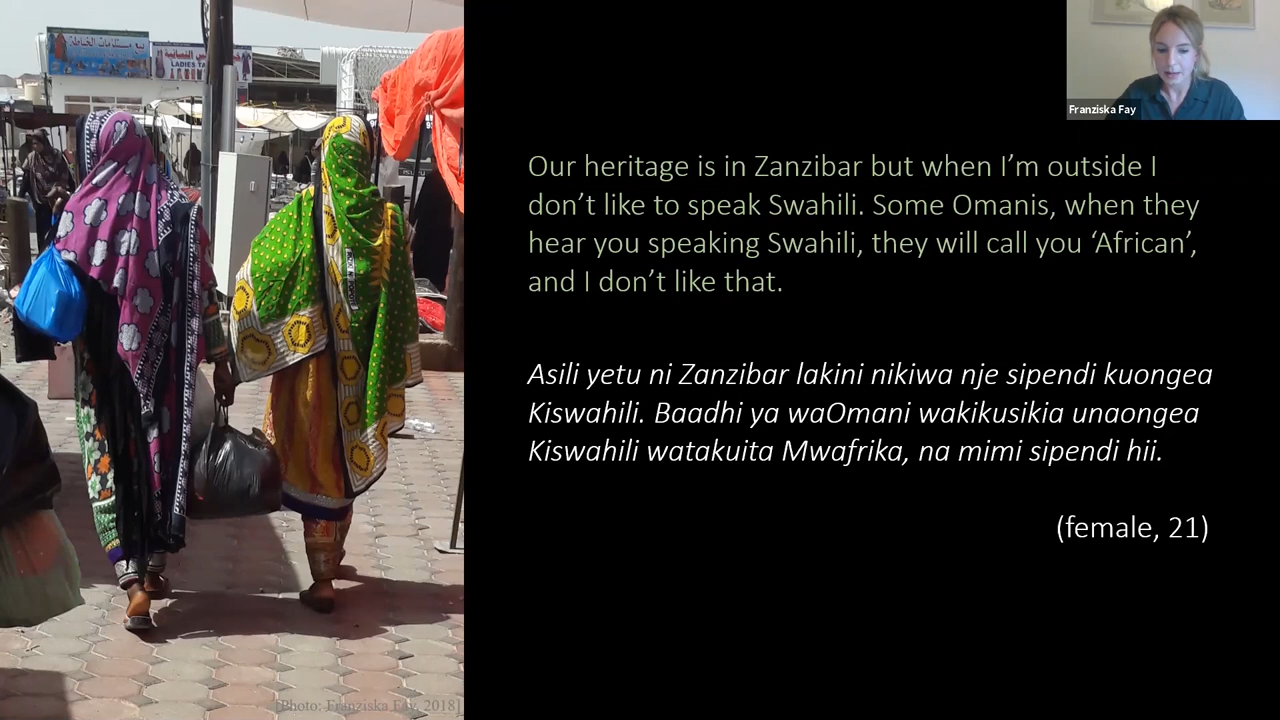 LADIES TA
Franziska Fay
Our heritage is in Zanzibar but when I’m outside I
don’t like to speak Swahili. Some Omanis, when they
hear you speaking Swahili, they will call you ‘African’,
and I don’t like that.
Asili yetu ni Zanzibar lakini nikiwa nje sipendi kuongea
Kiswahili. Baadhi ya waOmani wakikusikia unaongea
Kiswahili watakuita Mwafrika, na mimi sipendi hii.
(female, 21)
[Photo: Franziska Fay, 2018]